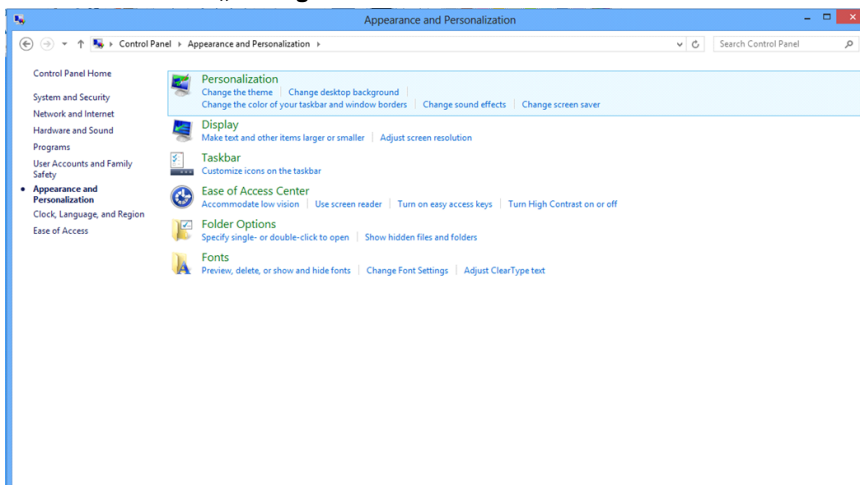 Appearance and Personalization
Control Panel Appearance and Personalization
Search Control Panel
Control Panel Home
System and Security
Network and Internet
Hardware and Sound
Programs
User Accounts and Family
Safety
Appearance and
Personalization
Clock, Language, and Region
Ease of Access
Personalization
Change the theme Change desktop background
Change the color of your taskbar and window borders Change sound effects Change screen saver
Display
Make text and other items larger or smaller Adjust screen resolution
Taskbar
Customize icons on the taskbar
Ease of Access Center
Accommodate low vision Use screen reader Turn on easy access keys Turn High Contrast on or off
Folder Options
Specify single- or double-click to open Show hidden files and folders
Fonts
Preview, delete, or show and hide fonts Change Font Settings Adjust ClearType text